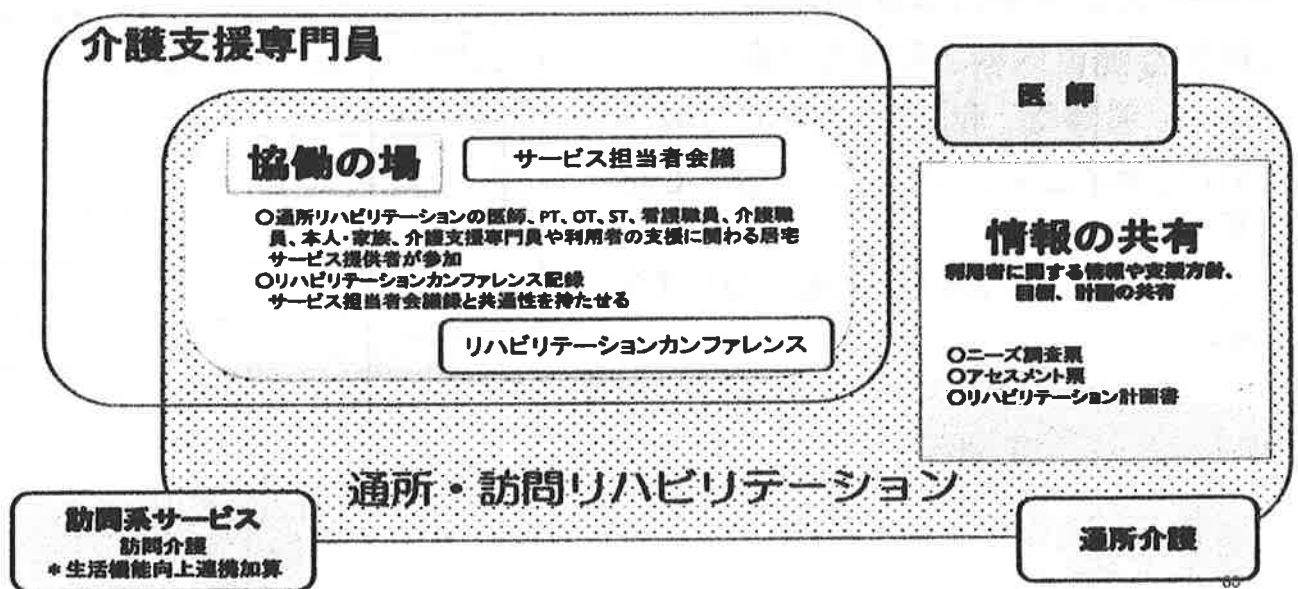 介護支援専門員
医師
協働の場
サービス担当者会議
〇通所リハビリテーションの医師、PT、OT、ST、看護職員、介護職
員、本人・家族、介護支援専門員や利用者の支援に関わる居宅
サービス提供者が参加
〇リハビリテーションカンファレンス記録
サービス担当者会議録と共通性を持たせる
リハビリテーションカンファレンス
情報の共有
利用者に関する情報や支援方針、
目標、計画の共有
〇ニーズ調査票
〇アセスメント票
〇リハビリテーション計画書
通所・訪問リハビリテーション
訪問系サービス
訪問介護
*生活機能向上連携加算
通所介護